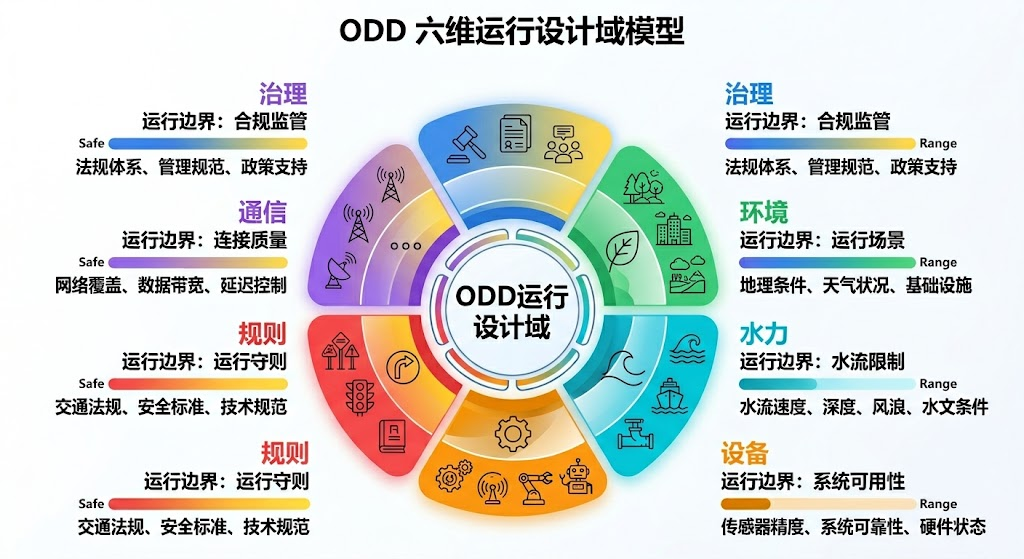 ODD 六维运行设计域模型
治理
运行边界：合规监管
Safe
法规体系、管理规范、政策支持
通信
运行边界：连接质量
Safe
网络覆盖、数据带宽、延迟控制
规则
运行边界：运行守则
Safe
交通法规、安全标准、技术规范
规则
运行边界：运行守则
Safe
交通法规、安全标准、技术规范
ODD运行
设计域
治理
运行边界：合规监管
Range
法规体系、管理规范、政策支持
环境
运行边界：运行场景
Range
地理条件、天气状况、基础设施
水力
运行边界：水流限制
Range
水流速度、深度、风浪、水文条件
设备
运行边界：系统可用性
Range
传感器精度、系统可靠性、硬件状态